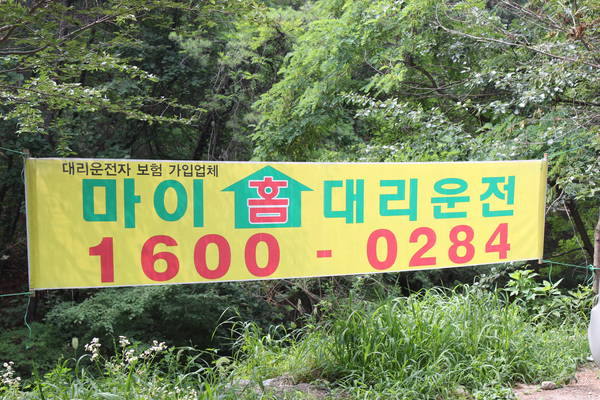 대리운전자 보험 가입업체
마이 홈 대리운전
1600 - 0284